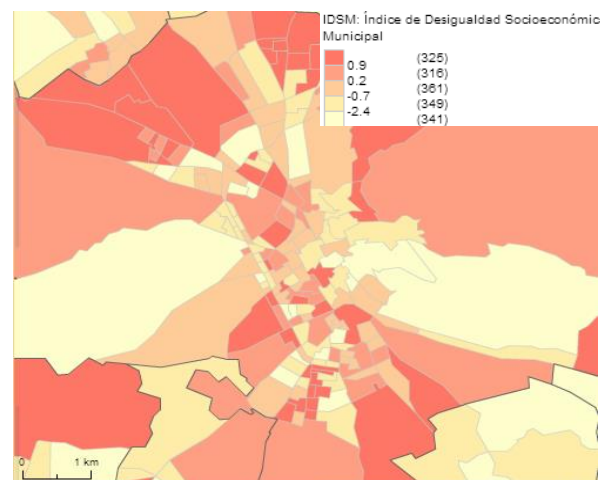 IDSM: Índice de Desigualdad Socioeconómic
Municipal
(325)
0.9 (316)
0.2 (361)
-0.7 (349)
-2.4 (341)
0 1 km